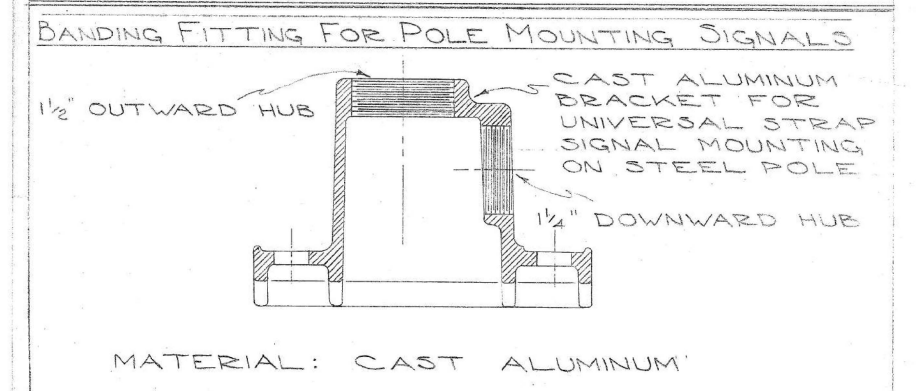 BANDING FITTING FOR POLE MOUNTING SIGNALS
1½" OUTWARD HUB
CAST ALUMINUM
BRACKET FOR
UNIVERSAL STRAP
SIGNAL MOUNTING
ON STEEL POLE
1¼" DOWNWARD HUB
MATERIAL: CAST ALUMINUM